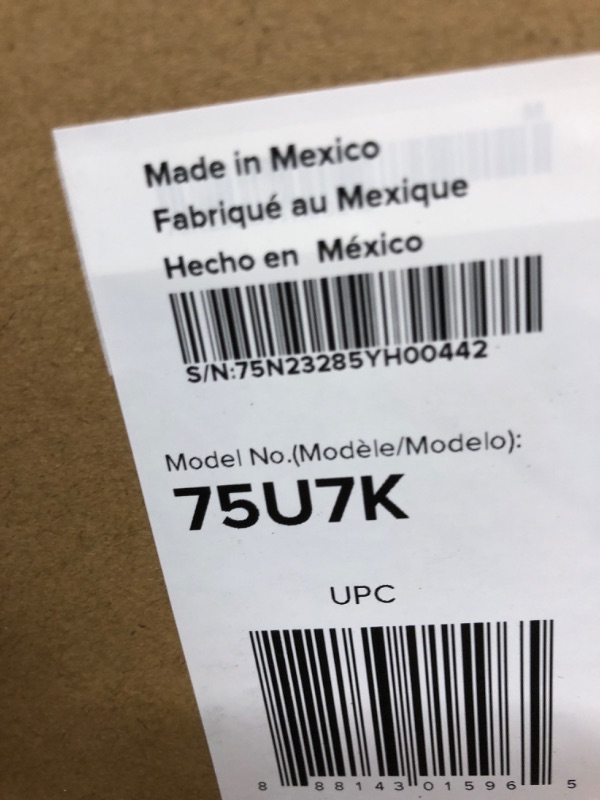 Made in Mexico
Fabriqué au Mexique
Hecho en México
S/N:75N23285YH00442
Model No.(Modèle/Modelo):
75U7K
UPC
8 88143 01596 5